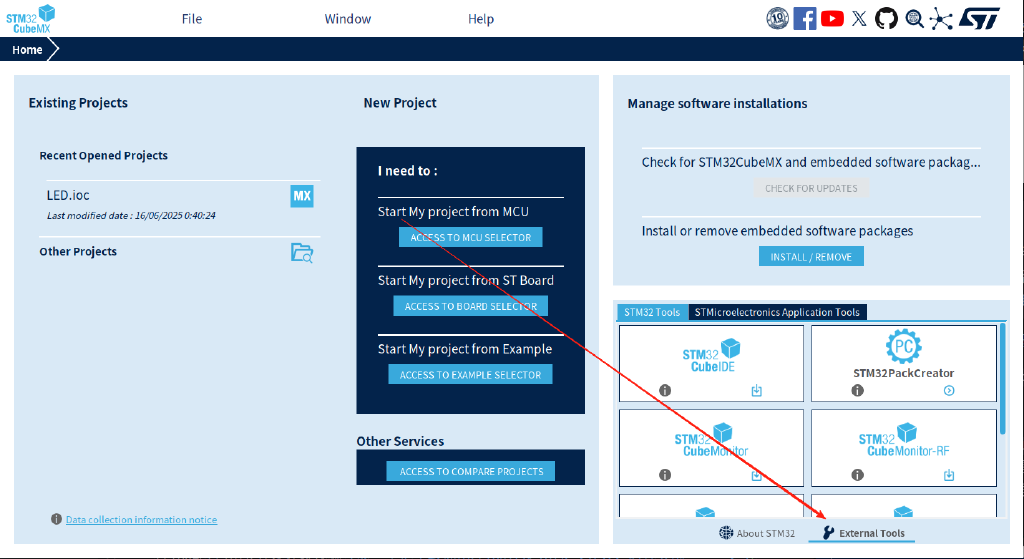 STM32
CubeMX
File
Window
Help
Home
Existing Projects
Recent Opened Projects
LED.ioc
MX
Last modified date : 16/06/2025 0:40:24
Other Projects
Data collection information notice
New Project
I need to :
Start My project from MCU
ACCESS TO MCU SELECTOR
Start My project from ST Board
ACCESS TO BOARD SELECTOR
Start My project from Example
ACCESS TO EXAMPLE SELECTOR
Other Services
ACCESS TO COMPARE PROJECTS
Manage software installations
Check for STM32CubeMX and embedded software packag...
CHECK FOR UPDATES
Install or remove embedded software packages
INSTALL / REMOVE
STM32 Tools
STMicroelectronics Application Tools
STM32
CubeIDE
PC
STM32PackCreator
STM32
CubeMonitor
STM32
CubeMonitor-RF
About STM32
External Tools